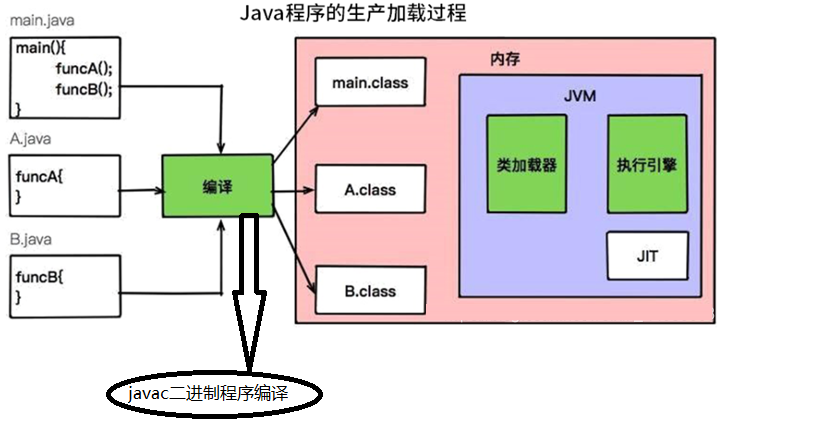 Java程序的生产加载过程
main.java
main(){
funcA();
funcB();
}
A.java
funcA{
}
B.java
funcB{
}
编译
javac二进制程序编译
内存
main.class
A.class
B.class
JVM
类加载器
执行引擎
JIT